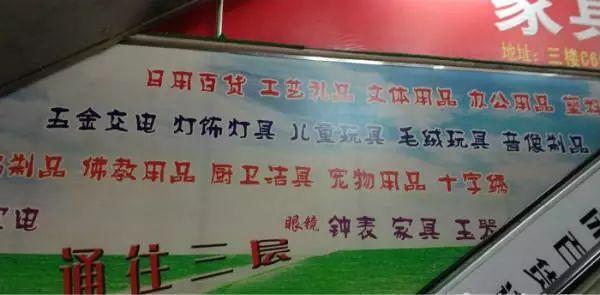 家具
地址：三楼C6
日用百货 工艺礼品 文体用品 办公用品
五金交电 灯饰灯具 儿童玩具 毛绒玩具 音像制品
制品 佛教用品 厨卫洁具 宠物用品 十字绣
电 眼镜 钟表 家具 玉器
通往三层